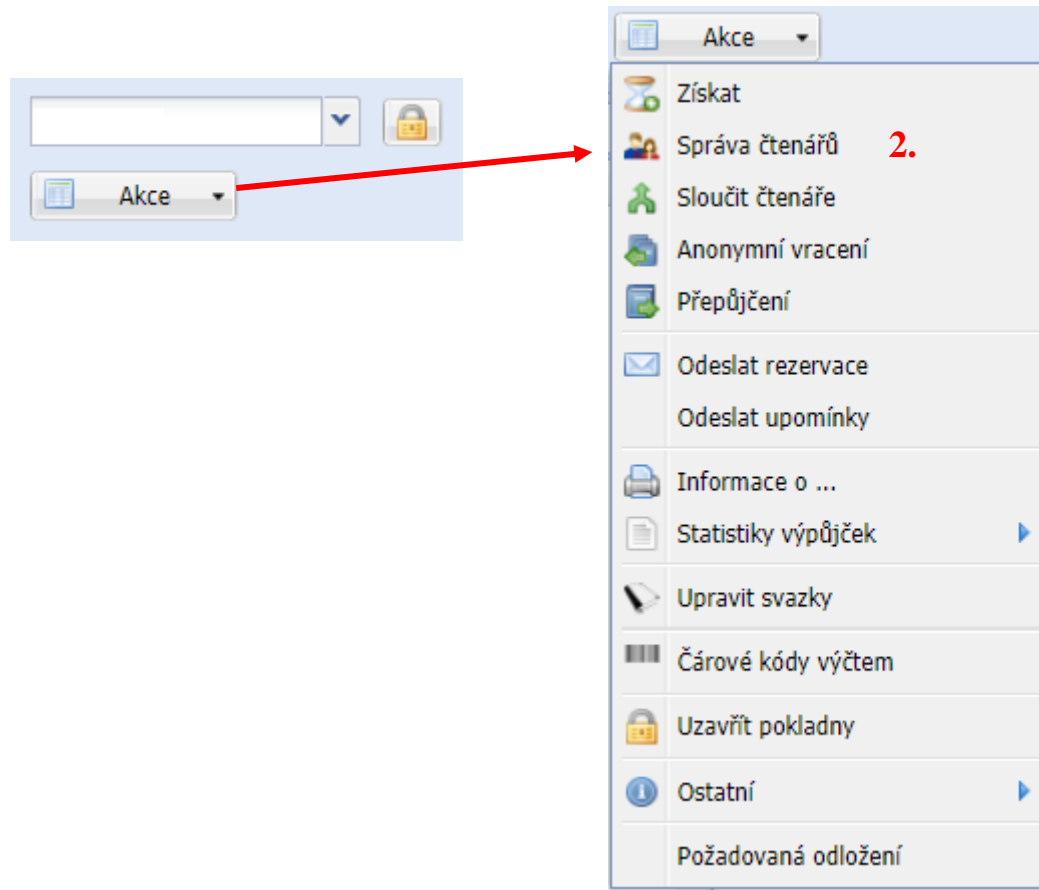 Akce
Akce
Získat
Správa čtenářů 2.
Sloučit čtenáře
Anonymní vracení
Přepůjčení
Odeslat rezervace
Odeslat upomínky
Informace o ...
Statistiky výpůjček
Upravit svazky
Čárové kódy výčtem
Uzavřít pokladny
Ostatní
Požadovaná odložení